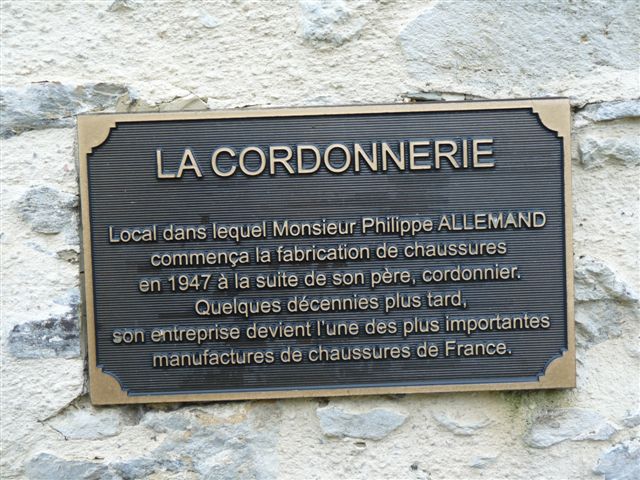 LA CORDONNERIE
Local dans lequel Monsieur Philippe ALLEMAND
commença la fabrication de chaussures
en 1947 à la suite de son père, cordonnier.
Quelques décennies plus tard,
son entreprise devient l'une des plus importantes
manufactures de chaussures de France.